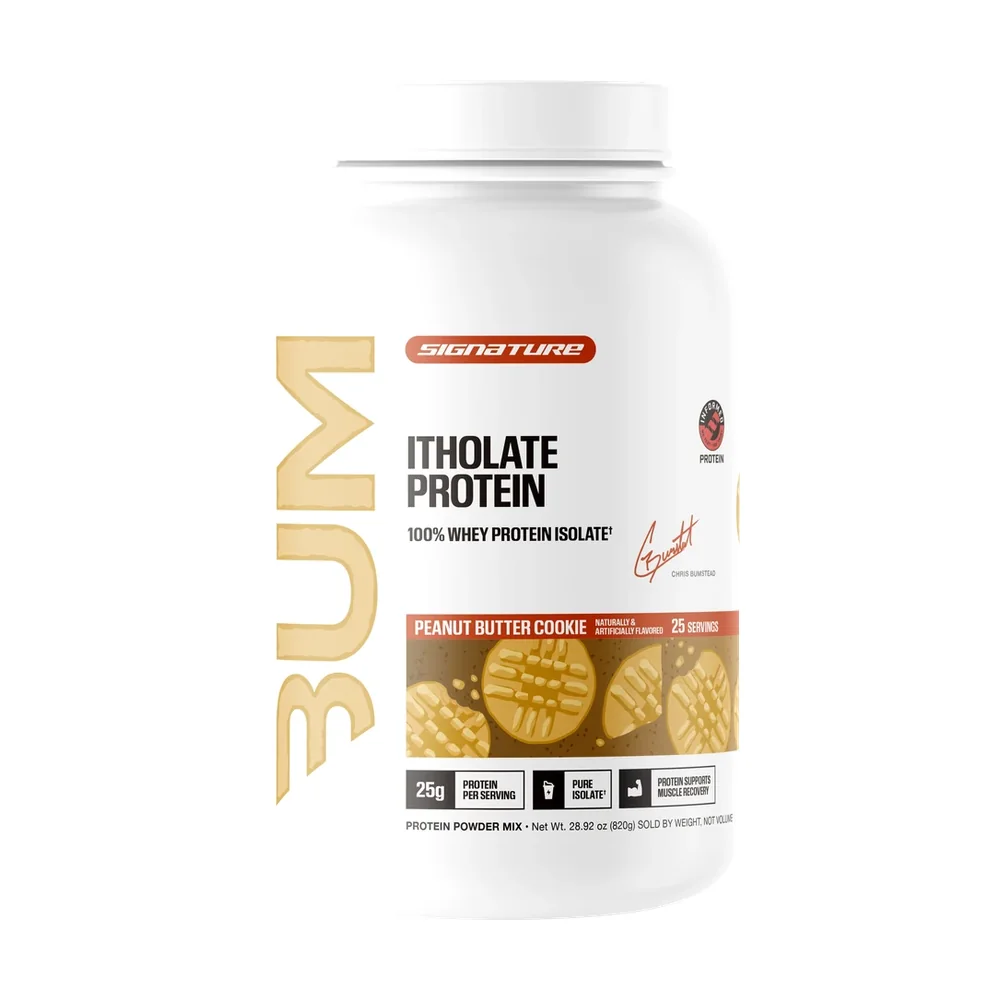 BUM
SIGNATURE
ITHOLATE
PROTEIN
100% WHEY PROTEIN ISOLATE†
INFORMED
PROTEIN
CHRIS BUMSTEAD
PEANUT BUTTER COOKIE
NATURALLY &
ARTIFICIALLY FLAVORED
25 SERVINGS
25g
PROTEIN
PER SERVING
PURE
ISOLATE†
PROTEIN SUPPORTS
MUSCLE RECOVERY
PROTEIN POWDER MIX • Net Wt. 28.92 oz (820g) SOLD BY WEIGHT, NOT VOLUME